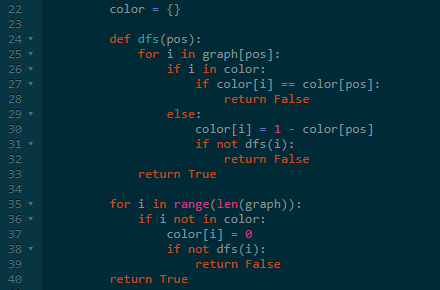 22 color = {}
23
24 def dfs(pos):
25     for i in graph[pos]:
26         if i in color:
27             if color[i] == color[pos]:
28                 return False
29         else:
30             color[i] = 1 - color[pos]
31             if not dfs(i):
32                 return False
33     return True
34
35 for i in range(len(graph)):
36     if i not in color:
37         color[i] = 0
38         if not dfs(i):
39             return False
40 return True